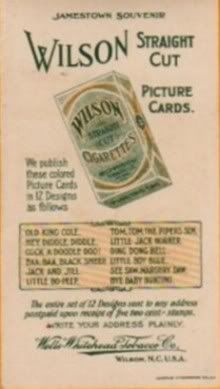 JAMESTOWN SOUVENIR
WILSON STRAIGHT CUT
PICTURE CARDS.
WILSON
STRAIGHT
CUT
CIGARETTES
We publish
these colored
Picture Cards
in 12 Designs
as follows
OLD KING COLE.
HEY DIDDLE, DIDDLE.
COCK A DOODLE DOO!
BAA, BAA, BLACK SHEEP.
JACK AND JILL.
LITTLE BO-PEEP.
TOM, TOM, THE PIPER'S SON.
LITTLE JACK HORNER.
DING DONG BELL.
LITTLE BOY BLUE.
SEE SAW, MARGERY DAW.
BYE BABY BUNTING
The entire set of 12 Designs sent to any address
postpaid upon receipt of five two cent stamps.
WRITE YOUR ADDRESS PLAINLY.
Wells-Whitehead Tobacco Co.
WILSON, N.C. U.S.A.